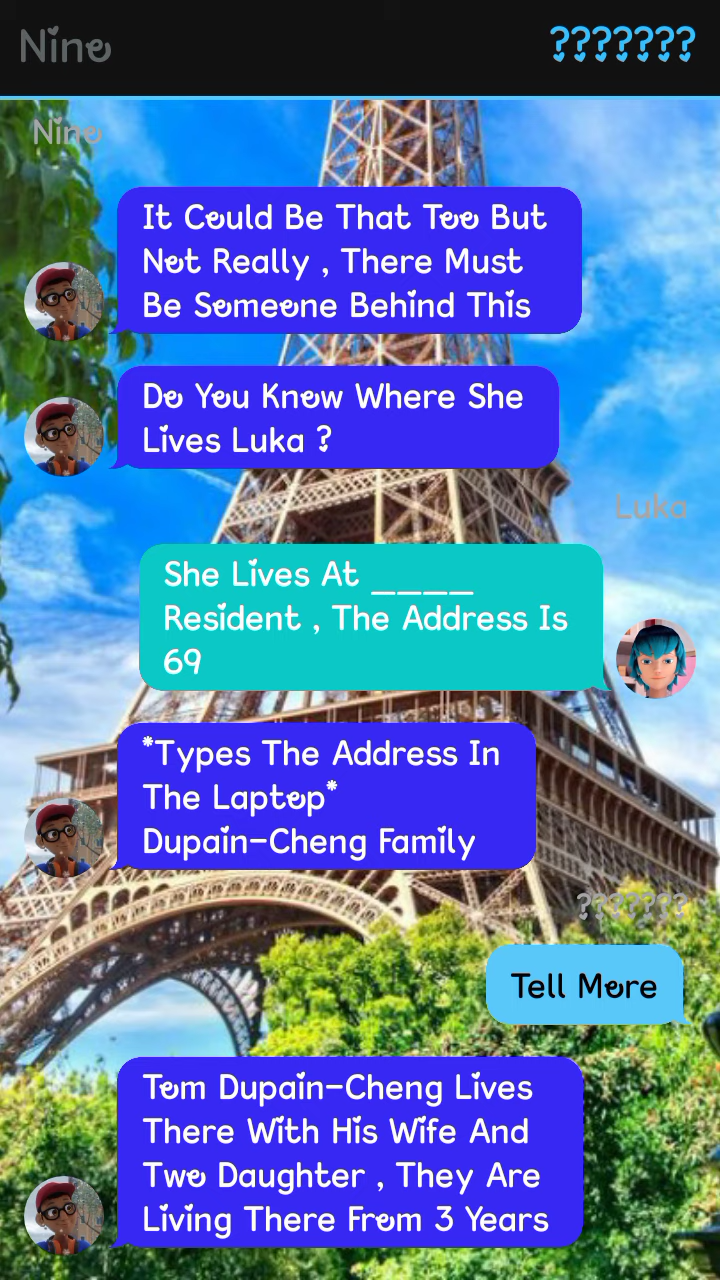 Nino
???????
Nino
It Could Be That Too But
Not Really , There Must
Be Someone Behind This
Do You Know Where She
Lives Luka ?
Luka
She Lives At ____
Resident , The Address Is
69
*Types The Address In
The Laptop*
Dupain-Cheng Family
???????
Tell More
Tom Dupain-Cheng Lives
There With His Wife And
Two Daughter , They Are
Living There From 3 Years